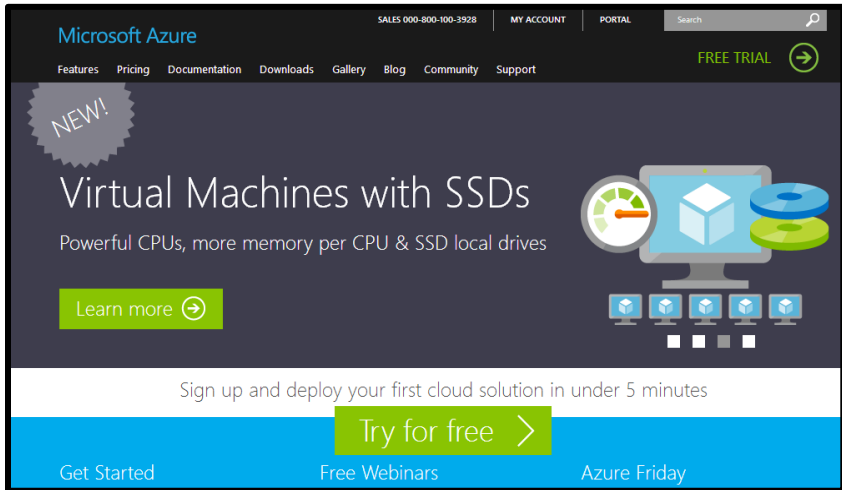 SALES 000-800-100-3928 MY ACCOUNT PORTAL Search
Microsoft Azure
FREE TRIAL
Features Pricing Documentation Downloads Gallery Blog Community Support
NEW!
Virtual Machines with SSDs
Powerful CPUs, more memory per CPU & SSD local drives
Learn more
Sign up and deploy your first cloud solution in under 5 minutes
Try for free
Get Started Free Webinars Azure Friday